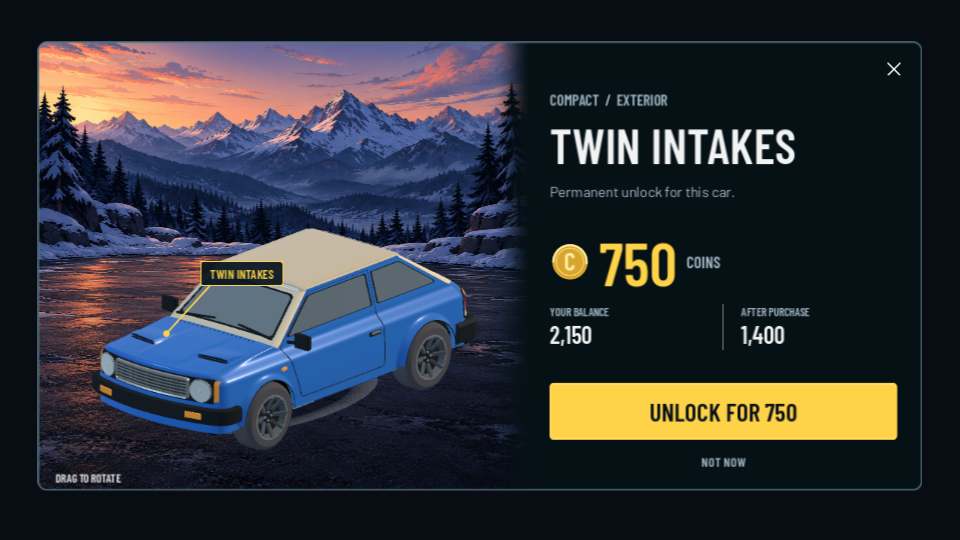 COMPACT / EXTERIOR
TWIN INTAKES
Permanent unlock for this car.
C 750 COINS
YOUR BALANCE
2,150
AFTER PURCHASE
1,400
UNLOCK FOR 750
NOT NOW
TWIN INTAKES
DRAG TO ROTATE